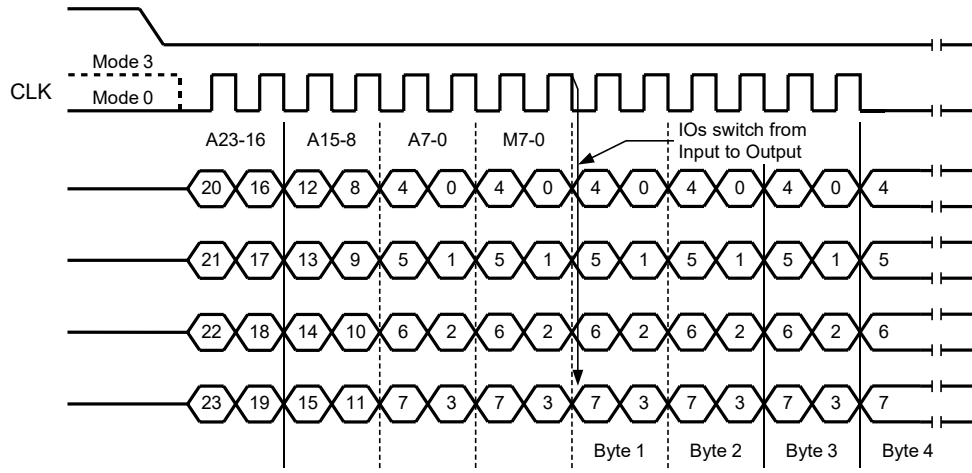 Mode 3
CLK
Mode 0
A23-16 A15-8 A7-0 M7-0
IOs switch from
Input to Output
20 16 12 8 4 0 4 0 4 0 4 0 4 0 4
21 17 13 9 5 1 5 1 5 1 5 1 5 1 5
22 18 14 10 6 2 6 2 6 2 6 2 6 2 6
23 19 15 11 7 3 7 3 7 3 7 3 7 3 7
Byte 1 Byte 2 Byte 3 Byte 4